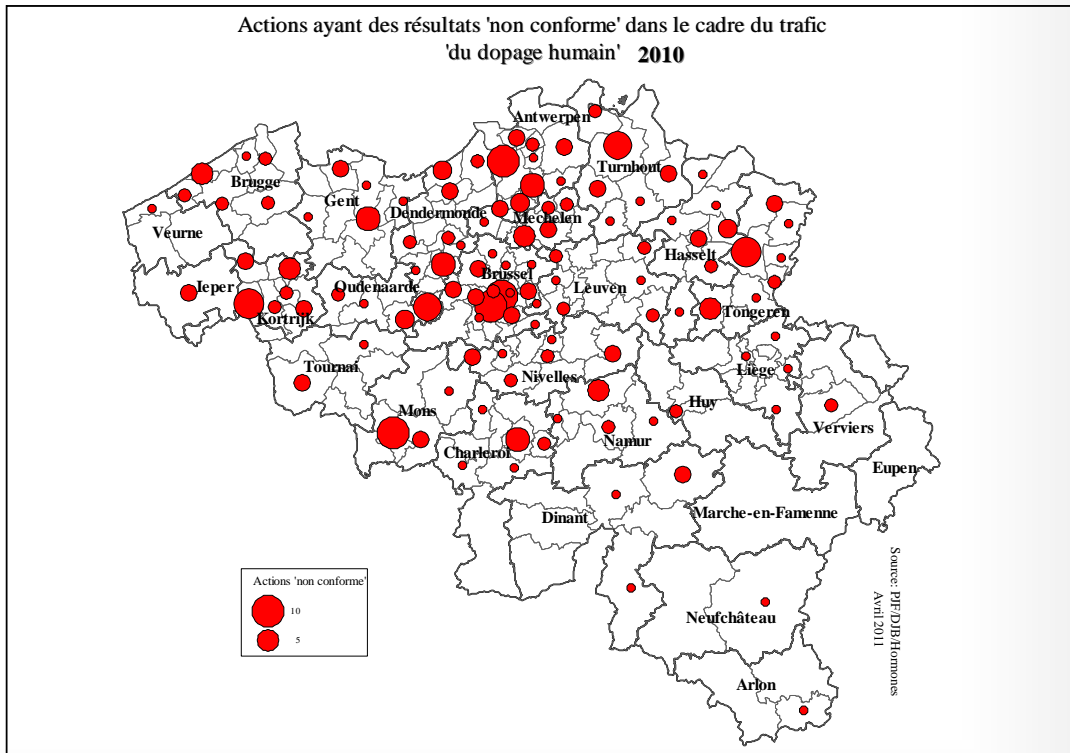 Actions ayant des résultats 'non conforme' dans le cadre du trafic
'du dopage humain' 2010
Antwerpen
Turnhout
Brugge
Gent
Dendermonde
Mechelen
Veurne
Hasselt
Brussel
Ieper
Oudenaarde
Leuven
Kortrijk
Tongeren
Tournai
Liège
Nivelles
Mons
Huy
Verviers
Charleroi
Namur
Eupen
Dinant
Marche-en-Famenne
Neufchâteau
Arlon
Actions 'non conforme'
10
5
Source: PJF/DJB/Hormones
Avril 2011